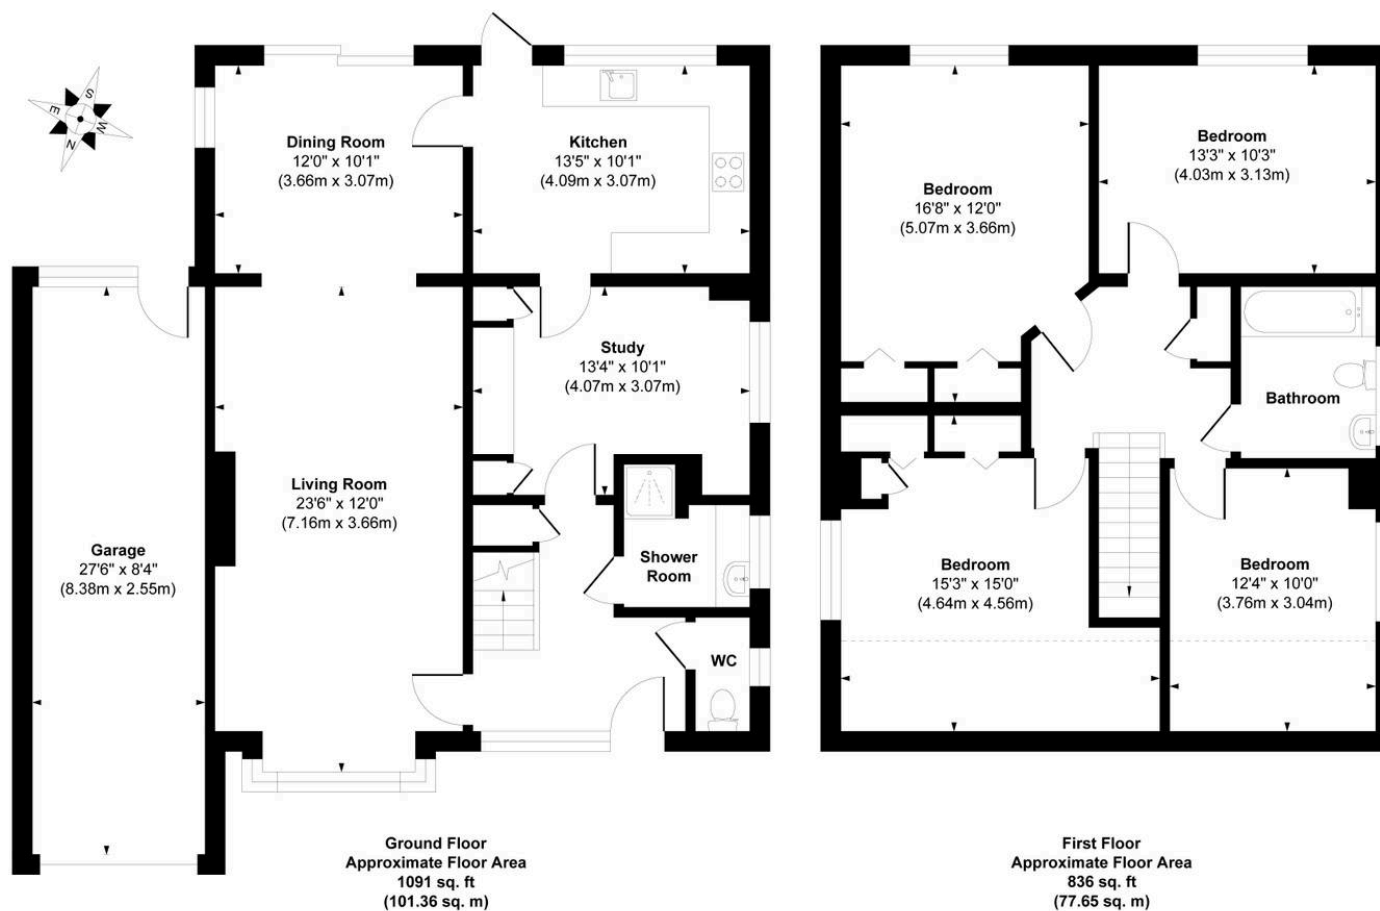 S
E
W
N
Dining Room
12'0" x 10'1"
(3.66m x 3.07m)
Kitchen
13'5" x 10'1"
(4.09m x 3.07m)
Study
13'4" x 10'1"
(4.07m x 3.07m)
Living Room
23'6" x 12'0"
(7.16m x 3.66m)
Garage
27'6" x 8'4"
(8.38m x 2.55m)
Shower
Room
WC
Ground Floor
Approximate Floor Area
1091 sq. ft
(101.36 sq. m)
Bedroom
16'8" x 12'0"
(5.07m x 3.66m)
Bedroom
13'3" x 10'3"
(4.03m x 3.13m)
Bathroom
Bedroom
15'3" x 15'0"
(4.64m x 4.56m)
Bedroom
12'4" x 10'0"
(3.76m x 3.04m)
First Floor
Approximate Floor Area
836 sq. ft
(77.65 sq. m)